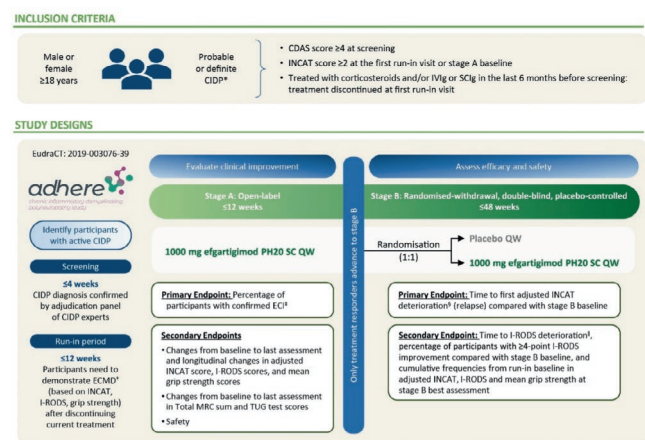 INCLUSION CRITERIA
Male or
female
≥18 years
Probable
or definite
CIDP*
• CDAS score ≥4 at screening
• INCAT score ≥2 at the first run-in visit or stage A baseline
• Treated with corticosteroids and/or IVIg or SCIg in the last 6 months before screening:
treatment discontinued at first run-in visit
STUDY DESIGNS
EudraCT: 2019-003076-39
adhere
chronic inflammatory demyelinating
polyneuropathy study
Identify participants
with active CIDP
Screening
≤4 weeks
CIDP diagnosis confirmed
by adjudication panel
of CIDP experts
Run-in period
≤12 weeks
Participants need to
demonstrate ECMD†
(based on INCAT,
I-RODS, grip strength)
after discontinuing
current treatment
Evaluate clinical improvement
Stage A: Open-label
≤12 weeks
1000 mg efgartigimod PH20 SC QW
Primary Endpoint: Percentage of
participants with confirmed ECI‡
Secondary Endpoints
• Changes from baseline to last assessment
and longitudinal changes in adjusted
INCAT score, I-RODS scores, and mean
grip strength scores
• Changes from baseline to last assessment
in Total MRC sum and TUG test scores
• Safety
Only treatment responders advance to stage B
Assess efficacy and safety
Stage B: Randomised-withdrawal, double-blind, placebo-controlled
≤48 weeks
Randomisation
(1:1)
Placebo QW
1000 mg efgartigimod PH20 SC QW
Primary Endpoint: Time to first adjusted INCAT
deterioration§ (relapse) compared with stage B baseline
Secondary Endpoint: Time to I-RODS deterioration‖,
percentage of participants with ≥4-point I-RODS
improvement compared with stage B baseline, and
cumulative frequencies from run-in baseline in
adjusted INCAT, I-RODS and mean grip strength at
stage B best assessment